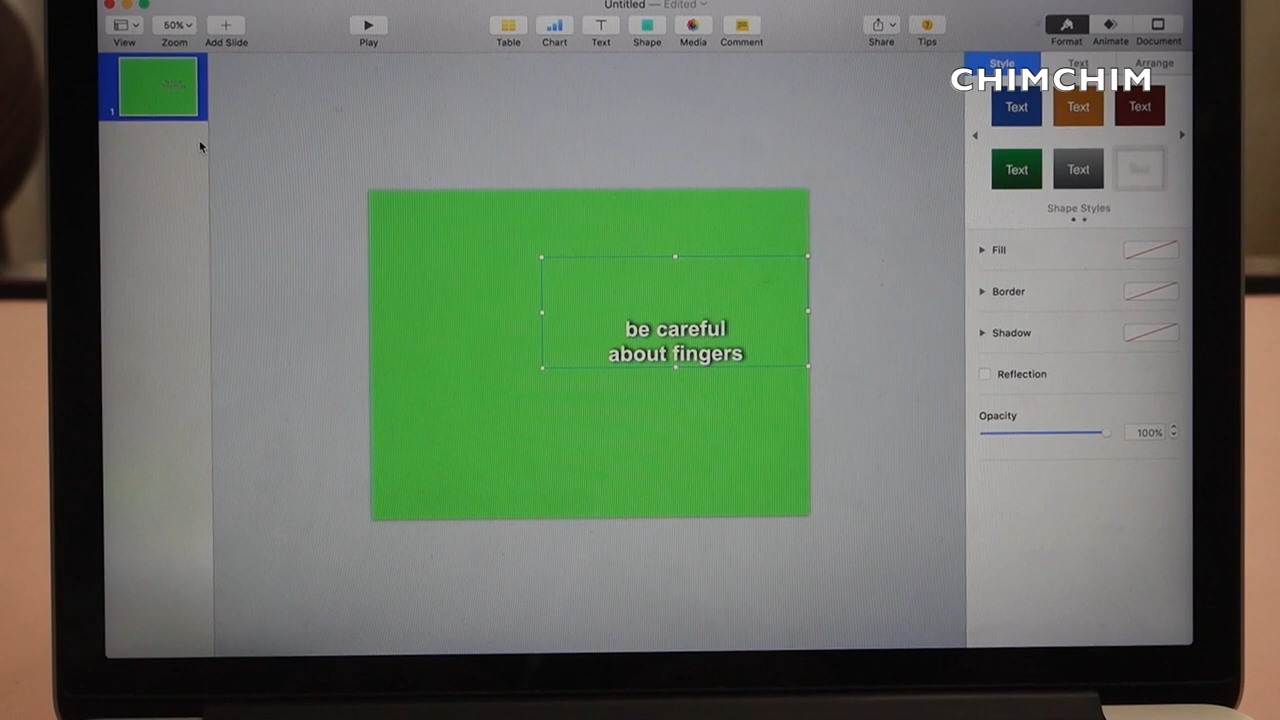 Untitled — Edited
50%
View
Zoom
Add Slide
Play
Table
Chart
Text
Shape
Media
Comment
Share
Tips
Format
Animate
Document
Style
Text
Arrange
CHIMCHIM
Text
Text
Text
Text
Text
Shape Styles
1
be careful
about fingers
Fill
Border
Shadow
Reflection
Opacity
100%